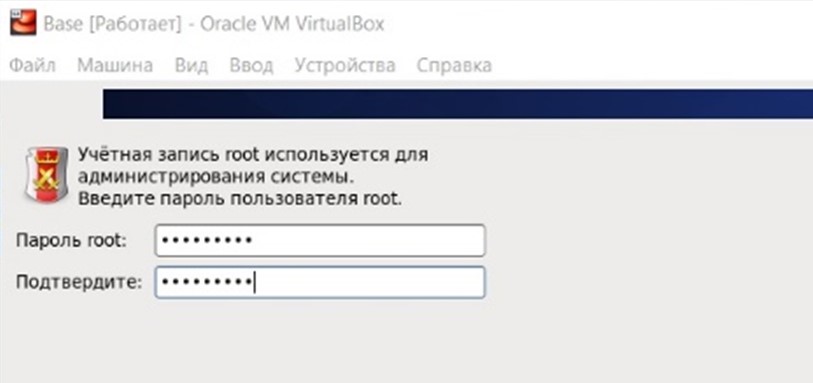 Base [Работает] - Oracle VM VirtualBox
Файл Машина Вид Ввод Устройства Справка
Учётная запись root используется для
администрирования системы.
Введите пароль пользователя root.
Пароль root: •••••••••
Подтвердите: •••••••••